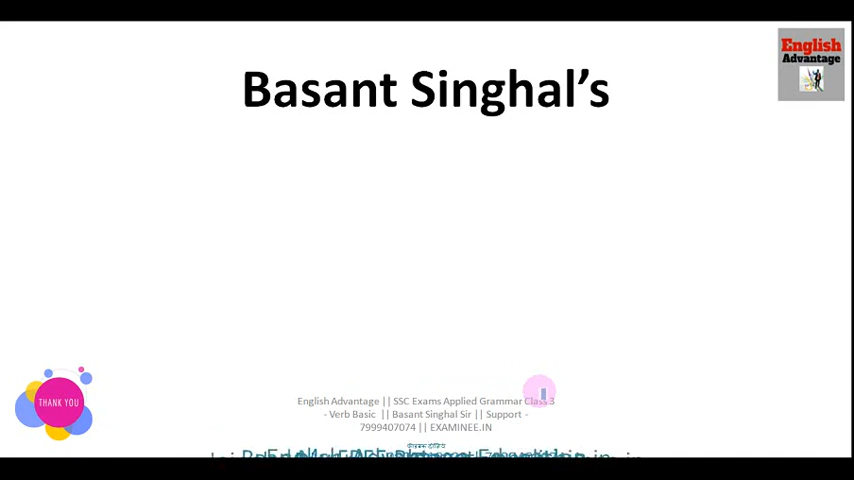 English
Advantage
Basant Singhal’s
THANK YOU
English Advantage || SSC Exams Applied Grammar Class 3
- Verb Basic || Basant Singhal Sir || Support -
7999407074 || EXAMINEE.IN